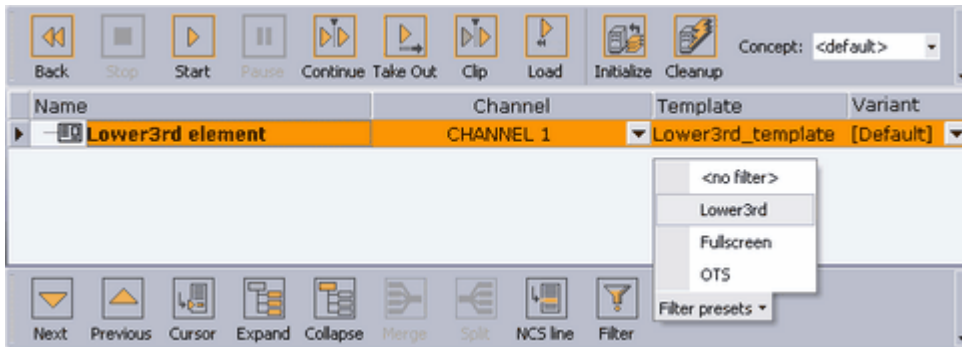 Back Stop Start Pause Continue Take Out Clip Load Initialize Cleanup Concept: <default>
Name Channel Template Variant
Lower3rd element CHANNEL 1 Lower3rd_template [Default]
<no filter>
Lower3rd
Fullscreen
OTS
Filter presets
Next Previous Cursor Expand Collapse Merge Split NCS line Filter